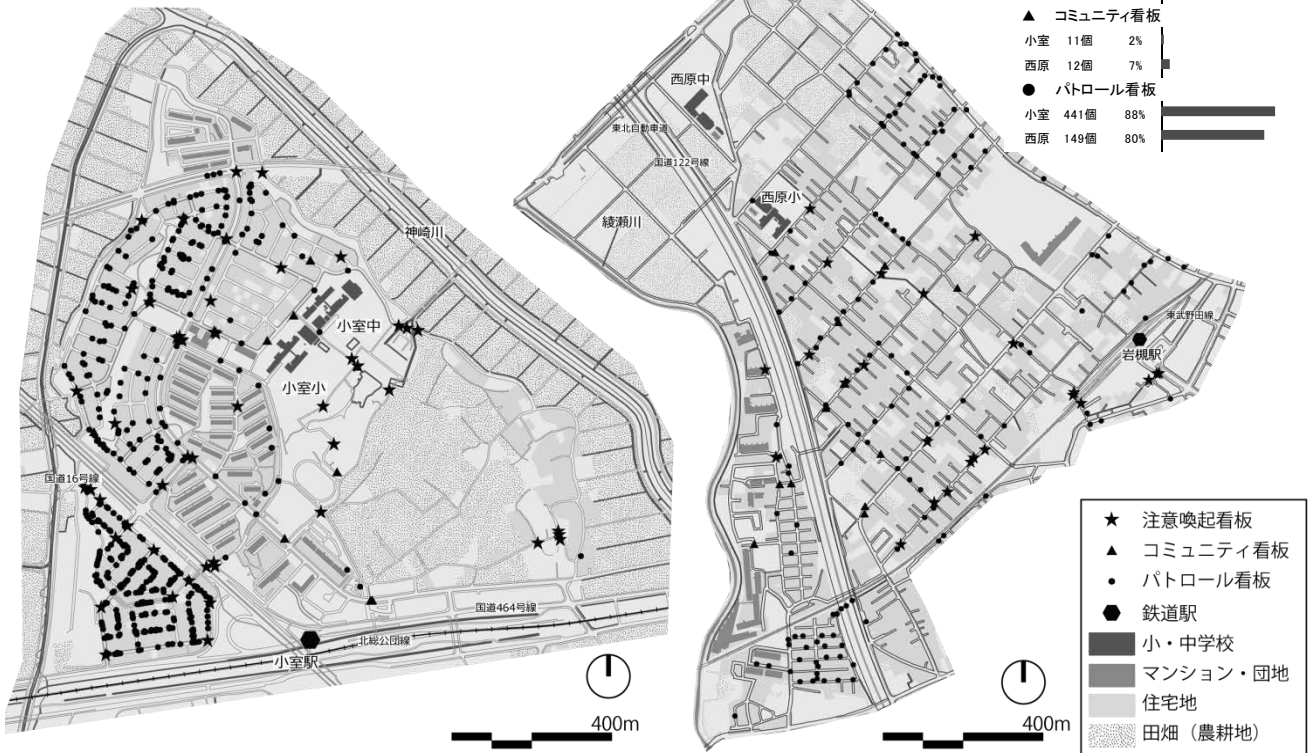 ▲ コミュニティ看板
小室 11個 2%
西原 12個 7%
● パトロール看板
小室 441個 88%
西原 149個 80%
神崎川
小室中
小室小
国道16号線
国道464号線
北総公団線
小室駅
400m
西原中
東北自動車道
国道122号線
西原小
綾瀬川
東武野田線
岩槻駅
400m
★ 注意喚起看板
▲ コミュニティ看板
● パトロール看板
鉄道駅
小・中学校
マンション・団地
住宅地
田畑（農耕地）